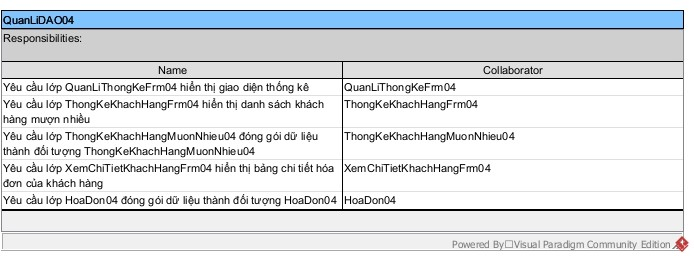 QuanLiDAO04
Responsibilities:
Name Collaborator
Yêu cầu lớp QuanLiThongKeFrm04 hiển thị giao diện thống kê QuanLiThongKeFrm04
Yêu cầu lớp ThongKeKhachHangFrm04 hiển thị danh sách khách ThongKeKhachHangFrm04
hàng mượn nhiều
Yêu cầu lớp ThongKeKhachHangMuonNhieu04 đóng gói dữ liệu ThongKeKhachHangMuonNhieu04
thành đối tượng ThongKeKhachHangMuonNhieu04
Yêu cầu lớp XemChiTietKhachHangFrm04 hiển thị bảng chi tiết hóa XemChiTietKhachHangFrm04
đơn của khách hàng
Yêu cầu lớp HoaDon04 đóng gói dữ liệu thành đối tượng HoaDon04 HoaDon04
Powered By□Visual Paradigm Community Edition